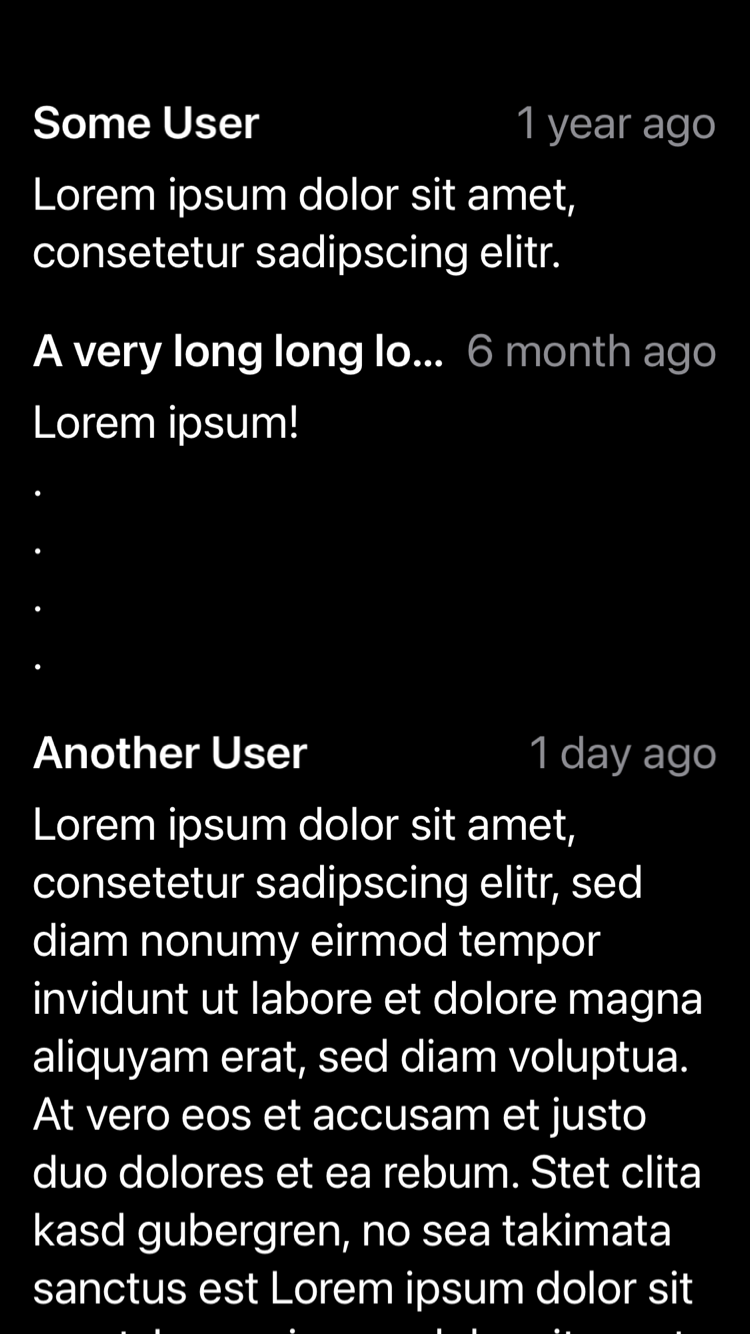 Some User 1 year ago
Lorem ipsum dolor sit amet,
consetetur sadipscing elitr.
A very long long lo... 6 month ago
Lorem ipsum!
.
.
.
.
Another User 1 day ago
Lorem ipsum dolor sit amet,
consetetur sadipscing elitr, sed
diam nonumy eirmod tempor
invidunt ut labore et dolore magna
aliquyam erat, sed diam voluptua.
At vero eos et accusam et justo
duo dolores et ea rebum. Stet clita
kasd gubergren, no sea takimata
sanctus est Lorem ipsum dolor sit